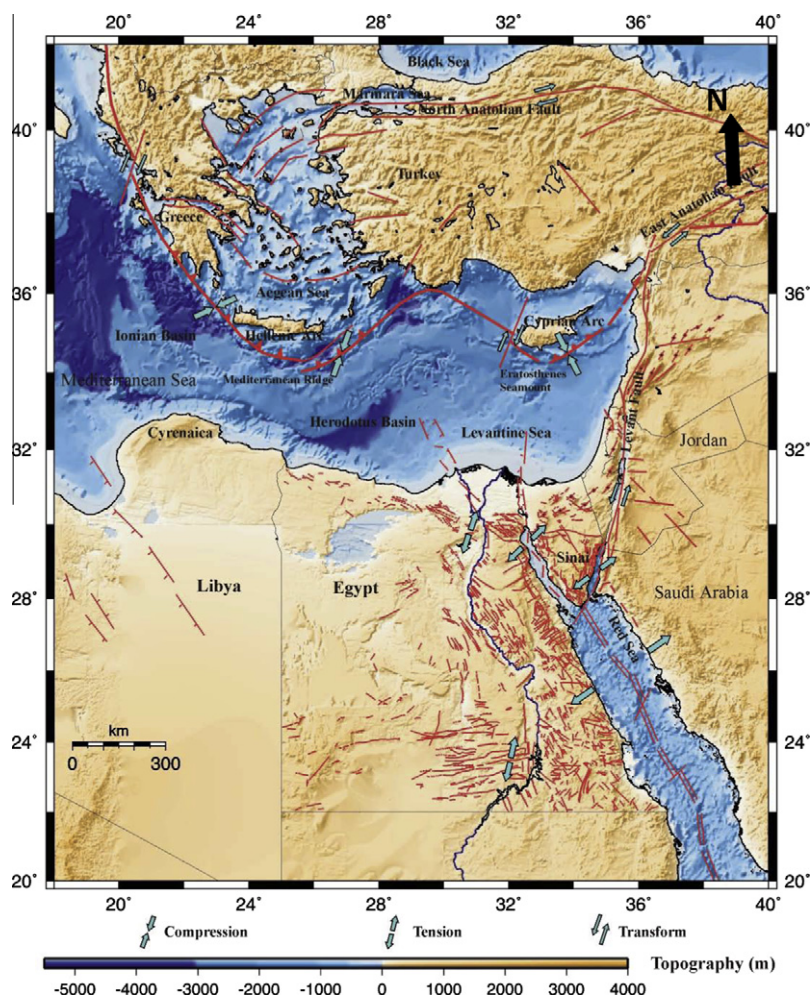 20° 24° 28° 32° 36° 40°
Black Sea
Marmara Sea
N
North Anatolian Fault
40° 40°
Turkey
East Anatolian Fault
Greece
36° Aegean Sea 36°
Cyprian Arc
Ionian Basin Hellenic Arc
Mediterranean Sea Mediterranean Ridge Eratosthenes
Seamount
Levant Fault
Herodotus Basin
Cyrenaica Levantine Sea Jordan
32° 32°
Sinai
Libya Egypt
Saudi Arabia
28° 28°
Red Sea
km
0 300
24° 24°
20° 20°
20° 24° 28° 32° 36° 40°
Compression Tension Transform
Topography (m)
-5000 -4000 -3000 -2000 -1000 0 1000 2000 3000 4000